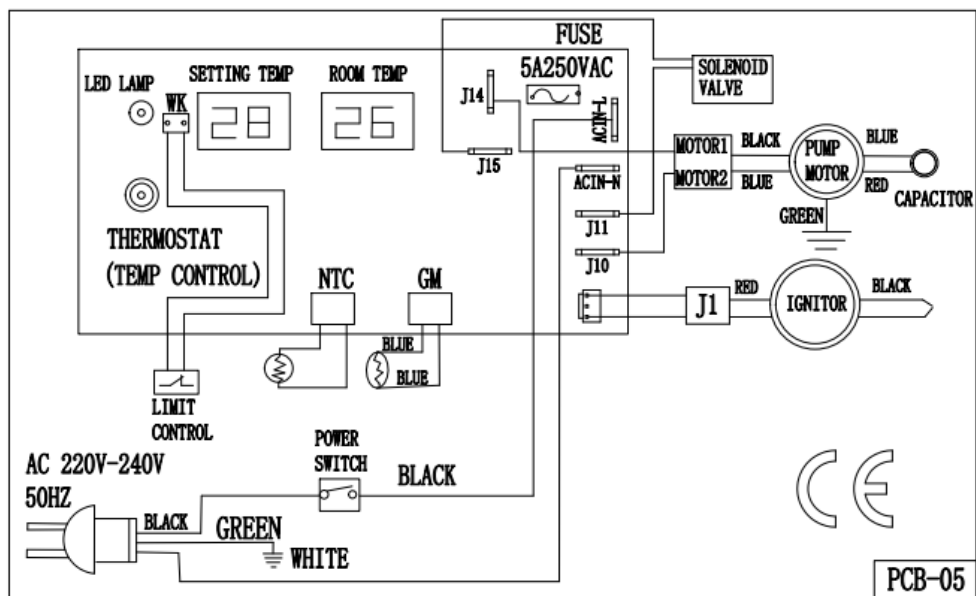 FUSE
5A250VAC
SOLENOID
VALVE
LED LAMP
SETTING TEMP
ROOM TEMP
WK
28
26
J14
ACIN-L
J15
MOTOR1
MOTOR2
BLACK
BLUE
PUMP
MOTOR
BLUE
RED
CAPACITOR
ACIN-N
J11
J10
GREEN
THERMOSTAT
(TEMP CONTROL)
NTC
GM
BLUE
BLUE
J1
RED
IGNITOR
BLACK
LIMIT
CONTROL
POWER
SWITCH
BLACK
AC 220V-240V
50HZ
BLACK
GREEN
WHITE
CE
PCB-05